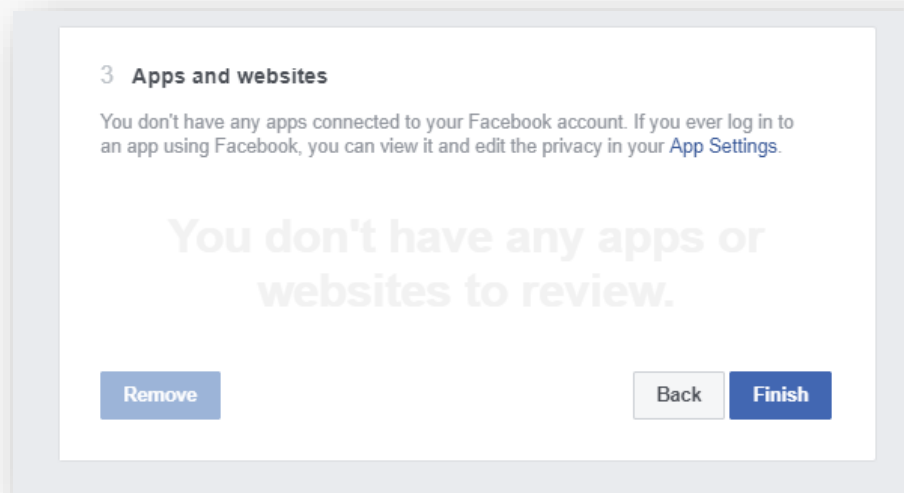 3 Apps and websites
You don't have any apps connected to your Facebook account. If you ever log in to
an app using Facebook, you can view it and edit the privacy in your App Settings.
You don't have any apps or
websites to review.
Remove
Back
Finish